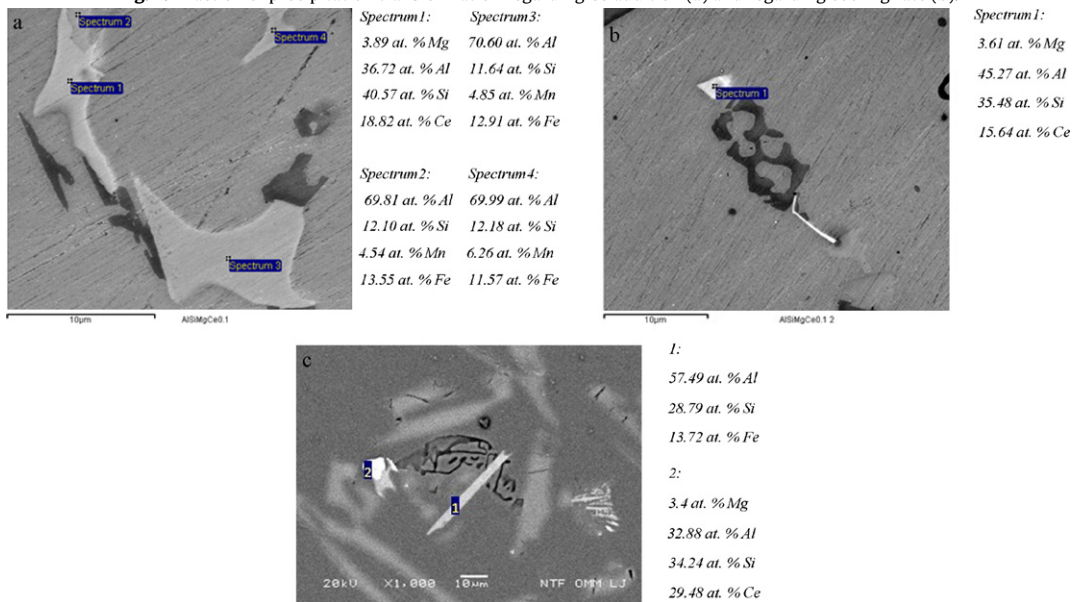 a
Spectrum 2
Spectrum 4
Spectrum 1
Spectrum 3
10µm
AlSiMgCe0.1
Spectrum1: Spectrum3:
3.89 at. % Mg 70.60 at. % Al
36.72 at. % Al 11.64 at. % Si
40.57 at. % Si 4.85 at. % Mn
18.82 at. % Ce 12.91 at. % Fe
Spectrum2: Spectrum4:
69.81 at. % Al 69.99 at. % Al
12.10 at. % Si 12.18 at. % Si
4.54 at. % Mn 6.26 at. % Mn
13.55 at. % Fe 11.57 at. % Fe
b
Spectrum 1
10µm
AlSiMgCe0.1 2
Spectrum1:
3.61 at. % Mg
45.27 at. % Al
35.48 at. % Si
15.64 at. % Ce
c
2
1
20kV X1,000 10µm NTF OMM LJ
1:
57.49 at. % Al
28.79 at. % Si
13.72 at. % Fe
2:
3.4 at. % Mg
32.88 at. % Al
34.24 at. % Si
29.48 at. % Ce